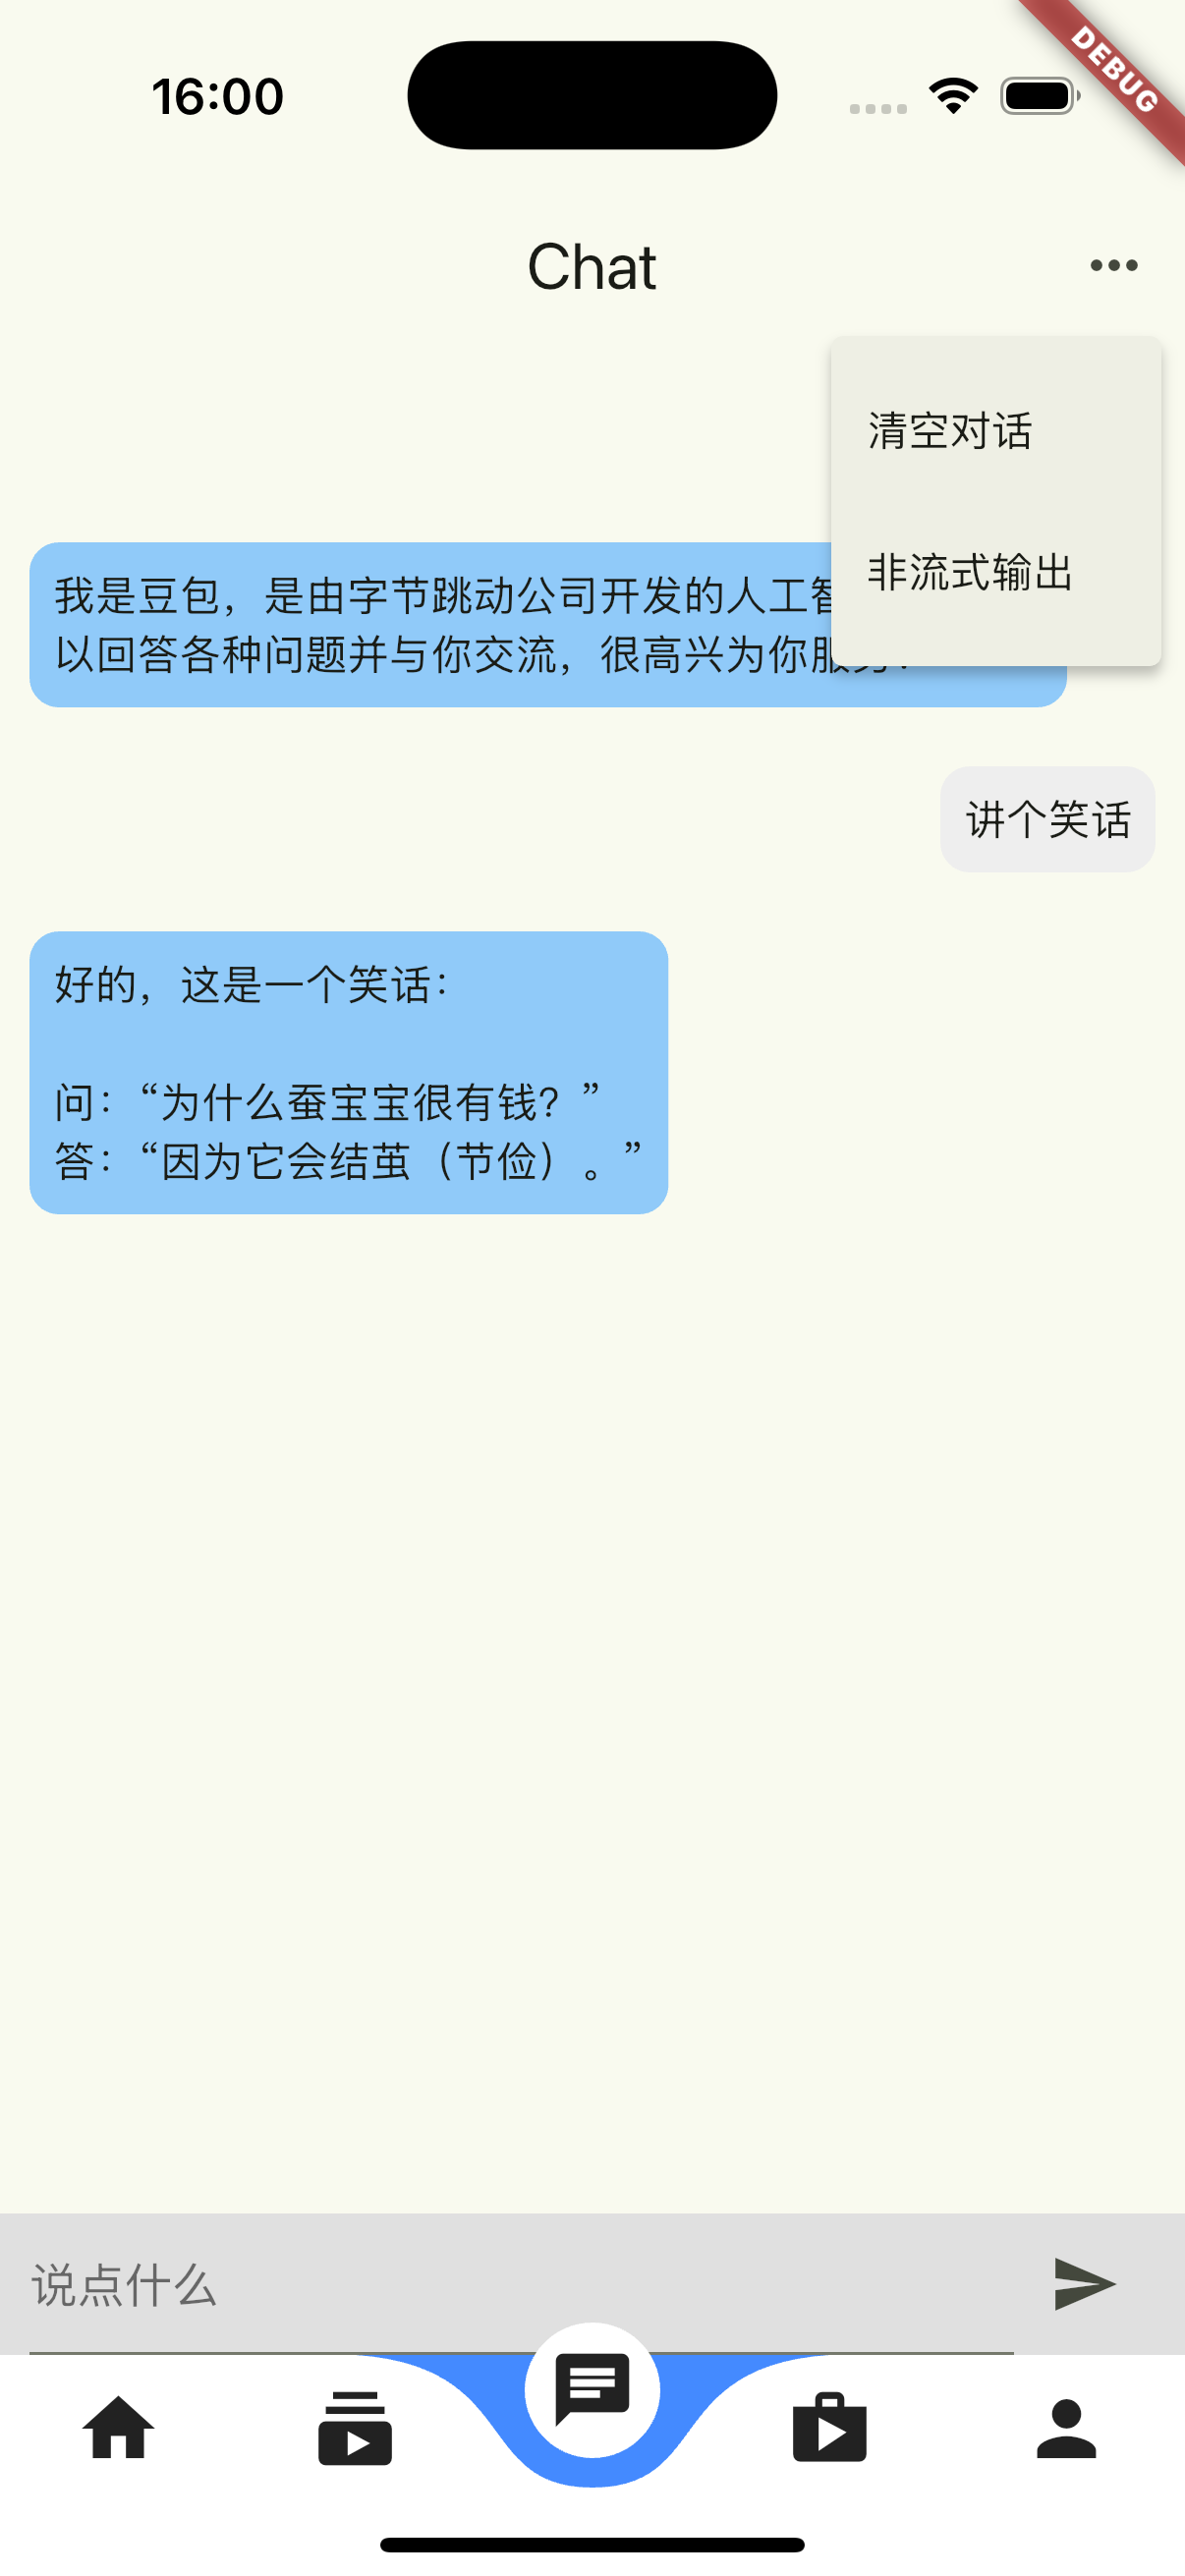 16:00
DEBUG
Chat
清空对话
非流式输出
我是豆包，是由字节跳动公司开发的人工
以回答各种问题并与你交流，很高兴为你
讲个笑话
好的，这是一个笑话：
问：“为什么蚕宝宝很有钱？”
答：“因为它会结茧（节俭）。”
说点什么